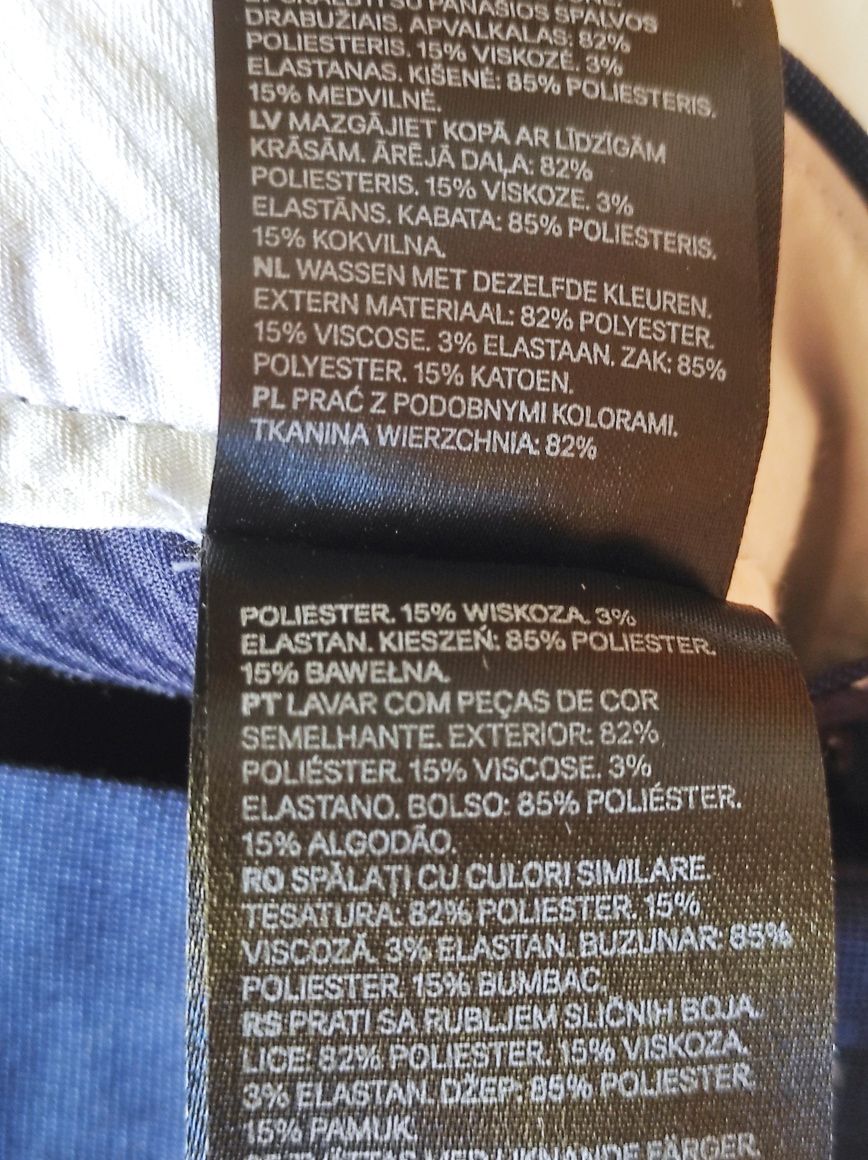 SU PANAŠIOS SPALVOS
DRABUŽIAIS. APVALKALAS: 82%
POLIESTERIS. 15% VISKOZĖ. 3%
ELASTANAS. KIŠENĖ: 85% POLIESTERIS.
15% MEDVILNĖ.
LV MAZGĀJIET KOPĀ AR LĪDZĪGĀM
KRĀSĀM. ĀRĒJĀ DAĻA: 82%
POLIESTERIS. 15% VISKOZE. 3%
ELASTĀNS. KABATA: 85% POLIESTERIS.
15% KOKVILNA.
NL WASSEN MET DEZELFDE KLEUREN.
EXTERN MATERIAAL: 82% POLYESTER.
15% VISCOSE. 3% ELASTAAN. ZAK: 85%
POLYESTER. 15% KATOEN.
PL PRAĆ Z PODOBNYMI KOLORAMI.
TKANINA WIERZCHNIA: 82%
POLIESTER. 15% WISKOZA. 3%
ELASTAN. KIESZEŃ: 85% POLIESTER.
15% BAWEŁNA.
PT LAVAR COM PEÇAS DE COR
SEMELHANTE. EXTERIOR: 82%
POLIÉSTER. 15% VISCOSE. 3%
ELASTANO. BOLSO: 85% POLIÉSTER.
15% ALGODÃO.
RO SPĂLAȚI CU CULORI SIMILARE.
TESATURA: 82% POLIESTER. 15%
VISCOZĂ. 3% ELASTAN. BUZUNAR: 85%
POLIESTER. 15% BUMBAC.
RS PRATI SA RUBLJEM SLIČNIH BOJA.
LICE: 82% POLIESTER. 15% VISKOZA.
3% ELASTAN. DŽEP: 85% POLIESTER.
15% PAMUK.
MED LIKNANDE FÄRGER.